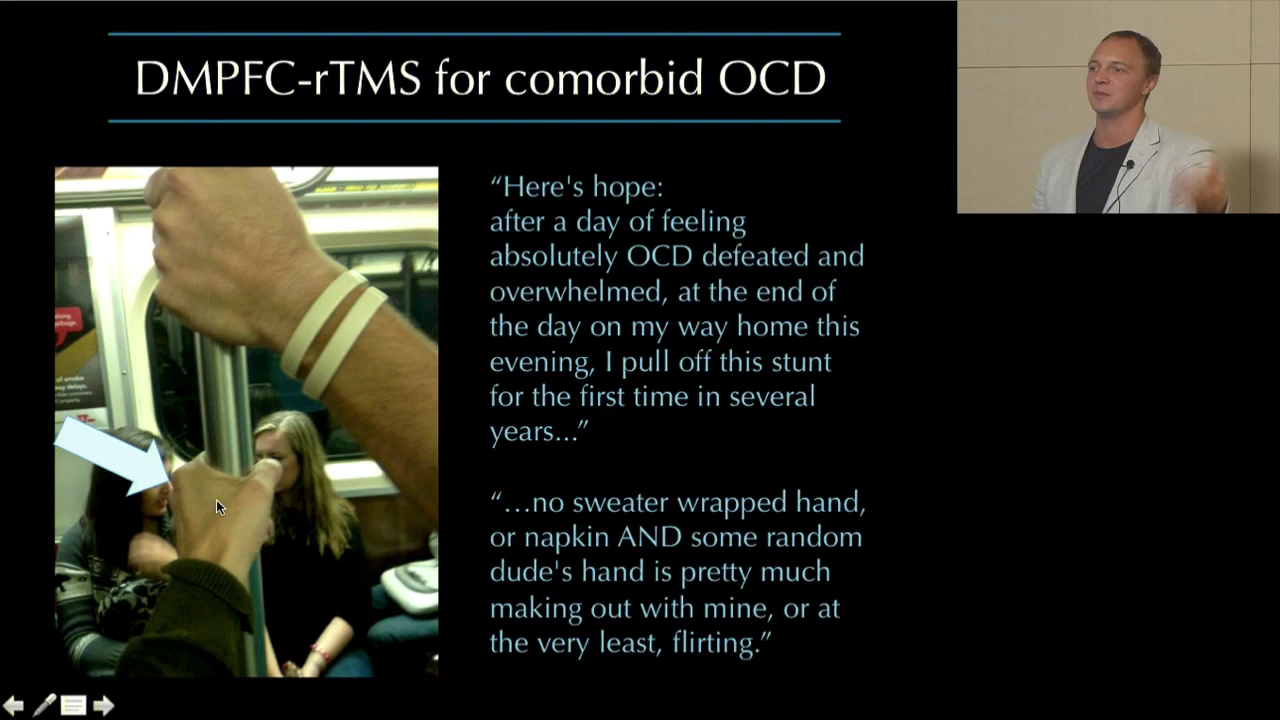 DMPFC-rTMS for comorbid OCD
“Here's hope:
after a day of feeling
absolutely OCD defeated and
overwhelmed, at the end of
the day on my way home this
evening, I pull off this stunt
for the first time in several
years...”
“…no sweater wrapped hand,
or napkin AND some random
dude's hand is pretty much
making out with mine, or at
the very least, flirting.”